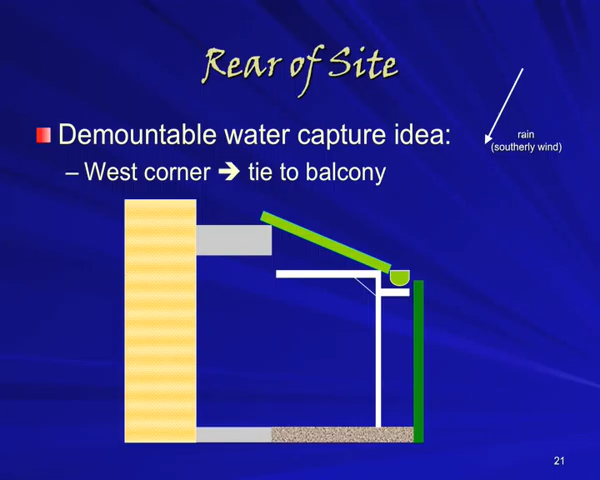 Rear of Site
Demountable water capture idea:
– West corner ➔ tie to balcony
rain
(southerly wind)
21